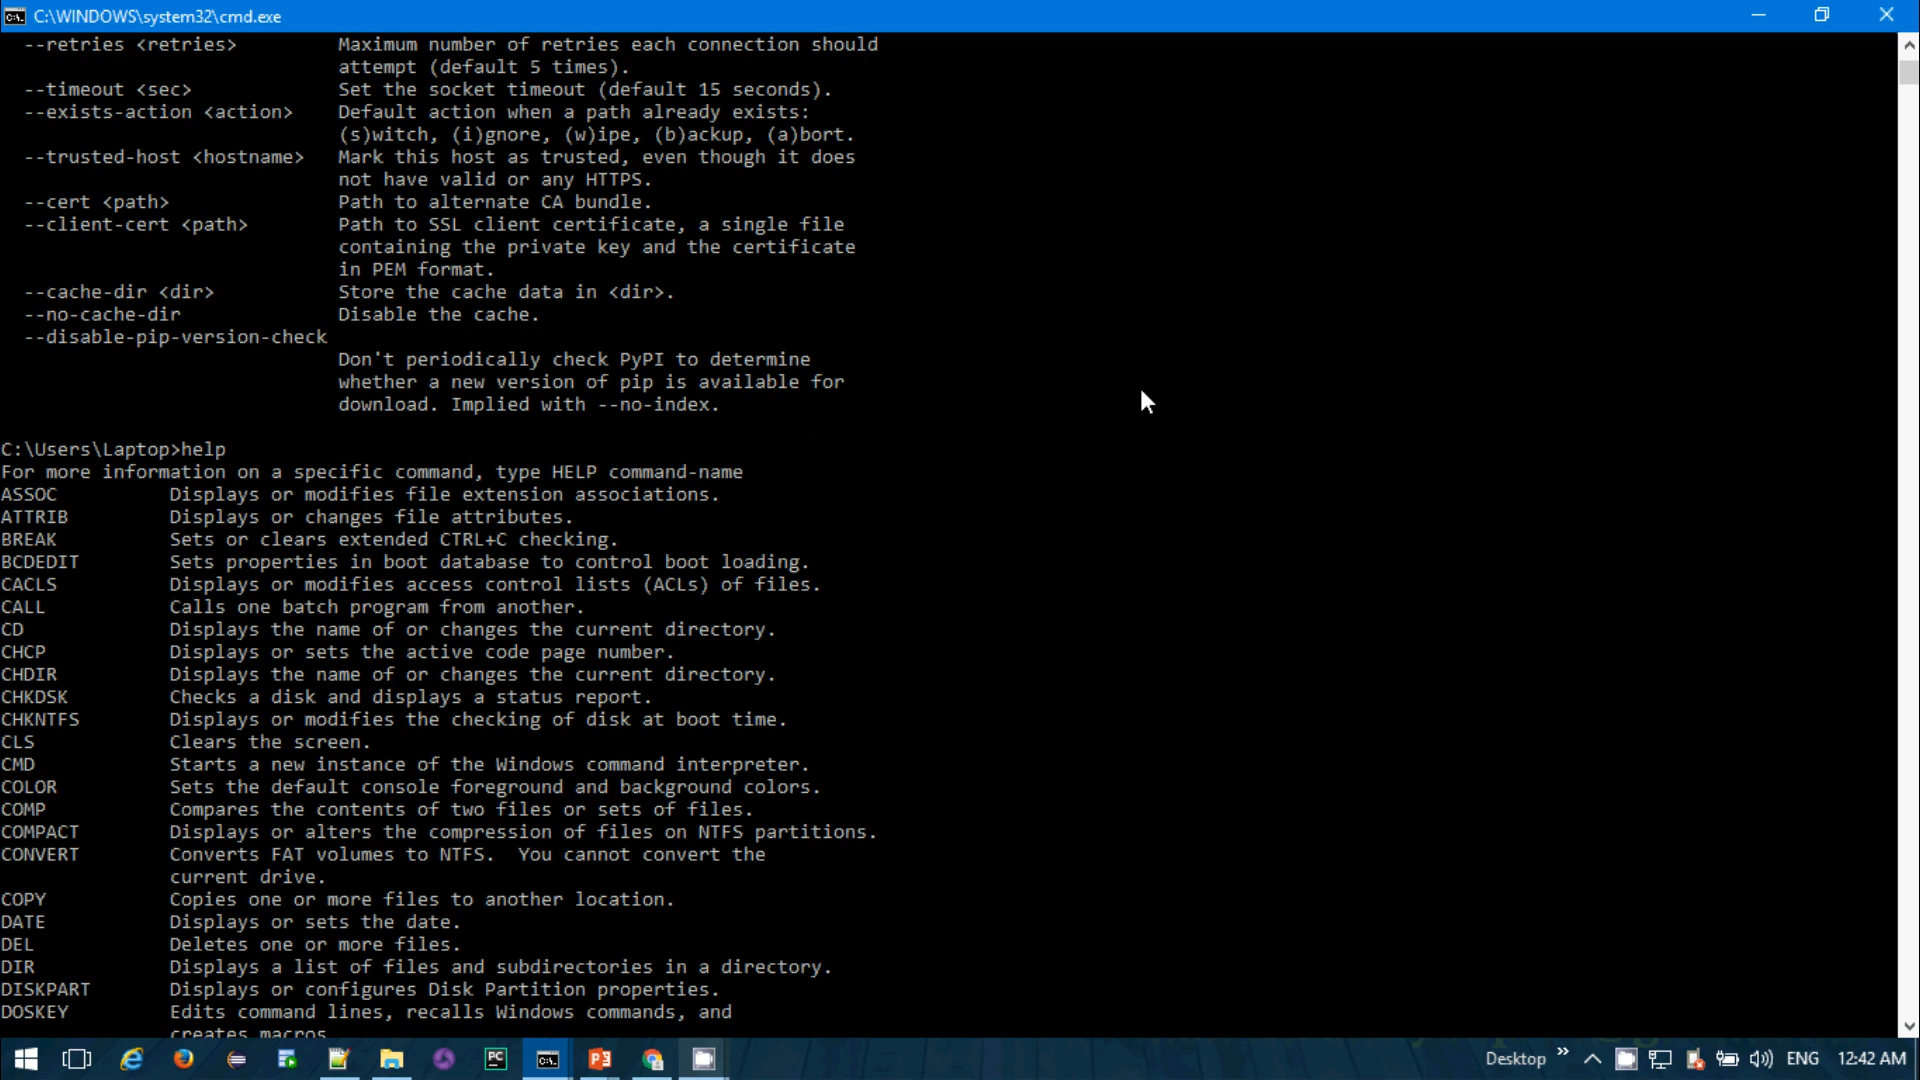 C:\WINDOWS\system32\cmd.exe
--retries <retries> Maximum number of retries each connection should
attempt (default 5 times).
--timeout <sec> Set the socket timeout (default 15 seconds).
--exists-action <action> Default action when a path already exists:
(s)witch, (i)gnore, (w)ipe, (b)ackup, (a)bort.
--trusted-host <hostname> Mark this host as trusted, even though it does
not have valid or any HTTPS.
--cert <path> Path to alternate CA bundle.
--client-cert <path> Path to SSL client certificate, a single file
containing the private key and the certificate
in PEM format.
--cache-dir <dir> Store the cache data in <dir>.
--no-cache-dir Disable the cache.
--disable-pip-version-check
Don't periodically check PyPI to determine
whether a new version of pip is available for
download. Implied with --no-index.
C:\Users\Laptop>help
For more information on a specific command, type HELP command-name
ASSOC Displays or modifies file extension associations.
ATTRIB Displays or changes file attributes.
BREAK Sets or clears extended CTRL+C checking.
BCDEDIT Sets properties in boot database to control boot loading.
CACLS Displays or modifies access control lists (ACLs) of files.
CALL Calls one batch program from another.
CD Displays the name of or changes the current directory.
CHCP Displays or sets the active code page number.
CHDIR Displays the name of or changes the current directory.
CHKDSK Checks a disk and displays a status report.
CHKNTFS Displays or modifies the checking of disk at boot time.
CLS Clears the screen.
CMD Starts a new instance of the Windows command interpreter.
COLOR Sets the default console foreground and background colors.
COMP Compares the contents of two files or sets of files.
COMPACT Displays or alters the compression of files on NTFS partitions.
CONVERT Converts FAT volumes to NTFS.  You cannot convert the
current drive.
COPY Copies one or more files to another location.
DATE Displays or sets the date.
DEL Deletes one or more files.
DIR Displays a list of files and subdirectories in a directory.
DISKPART Displays or configures Disk Partition properties.
DOSKEY Edits command lines, recalls Windows commands, and
creates macros
Desktop ENG 12:42 AM